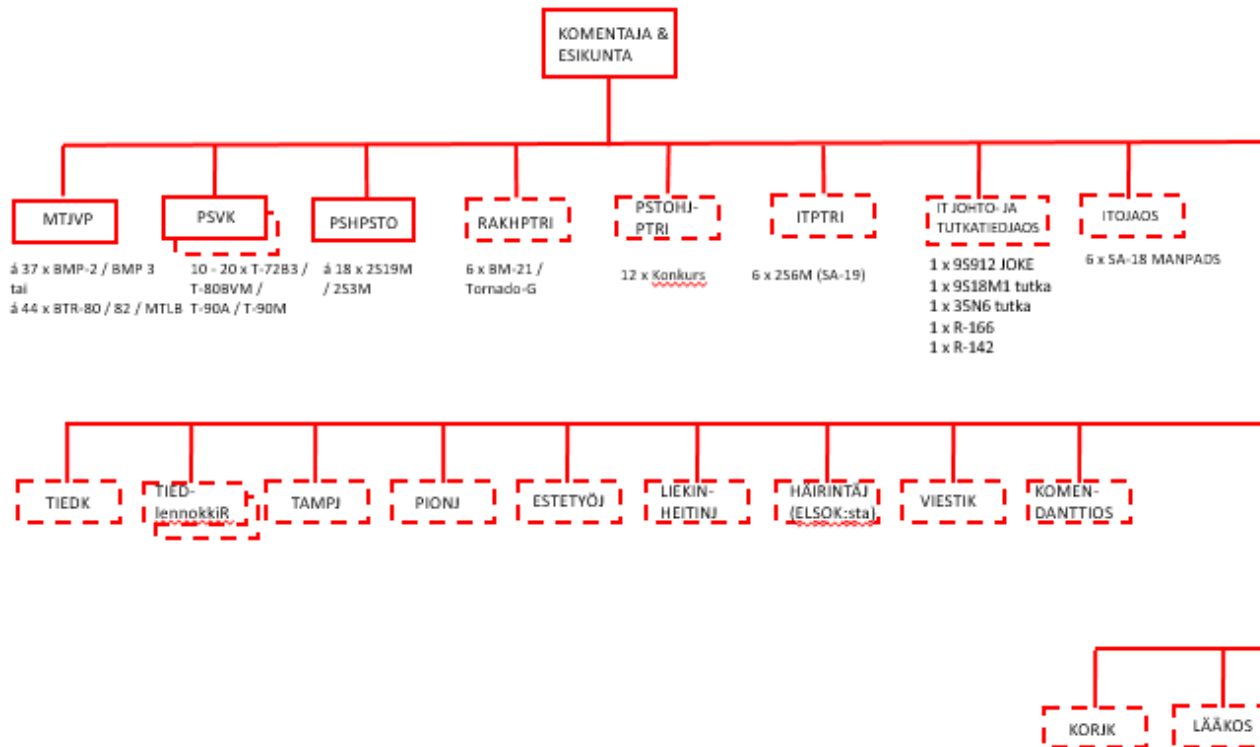 KOMENTAJA &
ESIKUNTA
MTJVP
á 37 x BMP-2 / BMP 3
tai
á 44 x BTR-80 / 82 / MTLB
PSVK
10 - 20 x T-72B3 /
T-80BVM /
T-90A / T-90M
PSHPSTO
á 18 x 2S19M
/ 2S3M
RAKHPTRI
6 x BM-21 /
Tornado-G
PSTOHJ-
PTRI
12 x Konkurs
ITPTRI
6 x 2S6M (SA-19)
IT JOHTO- JA
TUTKATIEDJAOS
1 x 9S912 JOKE
1 x 9S18M1 tutka
1 x 35N6 tutka
1 x R-166
1 x R-142
ITOJAOS
6 x SA-18 MANPADS
TIEDK
TIED-
lennokkiR
TAMPJ
PIONJ
ESTETYÖJ
LIEKIN-
HEITINJ
HÄIRINTÄJ
(ELSOK:sta)
VIESTIK
KOMEN-
DANTTIOS
KORJK
LÄÄKOS